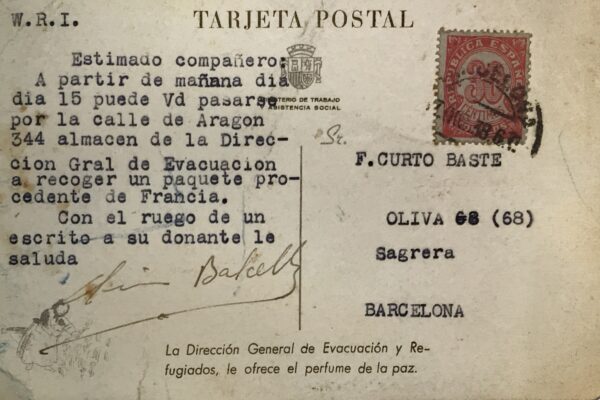 W.R.I.
TARJETA POSTAL
Estimado compañero:
A partir de mañana dia
dia 15 puede Vd pasarse
por la calle de Aragon
344 almacen de la Direc-
cion Gral de Evacuacion
a recoger un paquete pro-
cedente de Francia.
Con el ruego de un
escrito a su donante le
saluda
Balcells
MINISTERIO DE TRABAJO
ASISTENCIA SOCIAL
REPUBLICA ESPAÑOLA
Sr.
F. CURTO BASTE
OLIVA 68 (68)
Sagrera
BARCELONA
La Dirección General de Evacuación y Re-
fugiados, le ofrece el perfume de la paz.